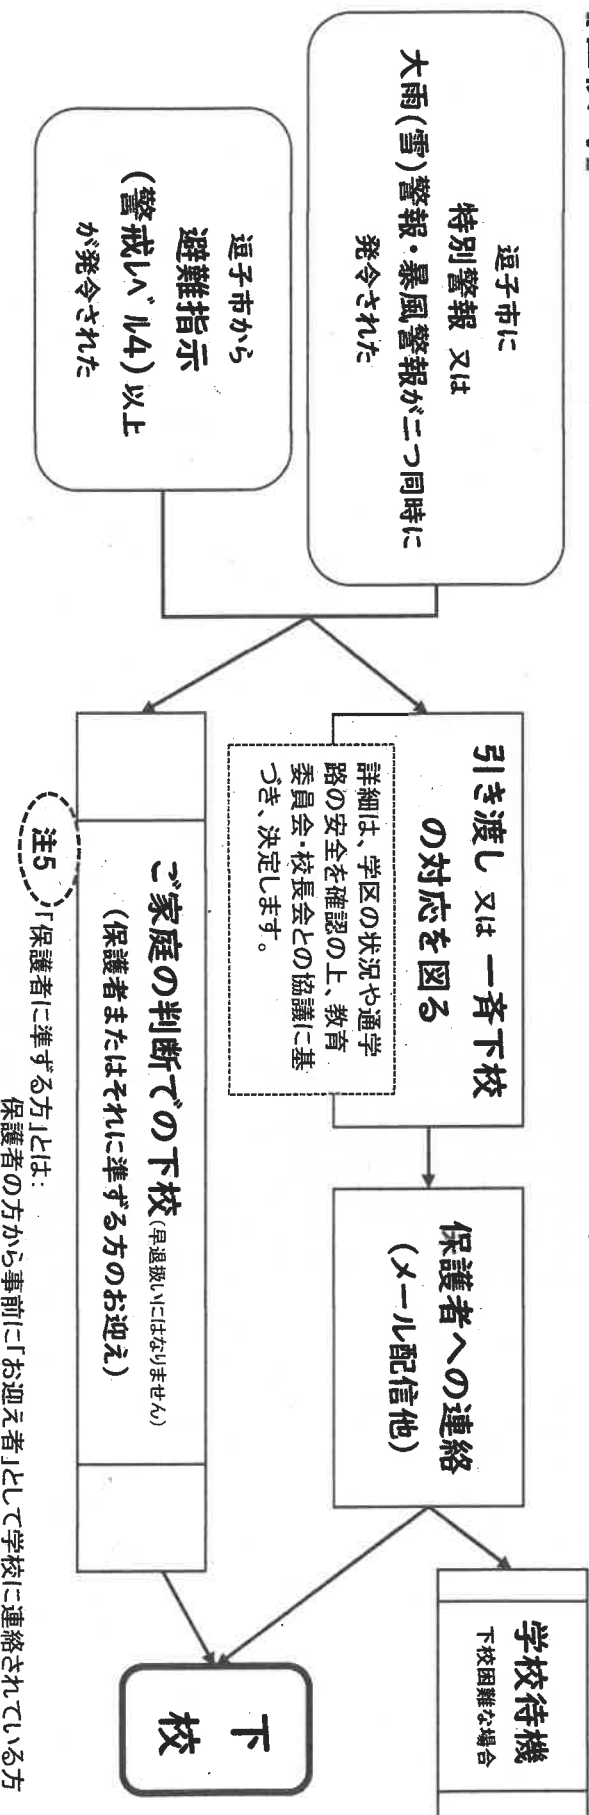 逗子市に
特別警報 又は
大雨(雪)警報・暴風警報が二つ同時に
発令された
逗子市から
避難指示
(警戒レベル4)以上
が発令された
引き渡し 又は 一斉下校
の対応を図る
詳細は、学区の状況や通学
路の安全を確認の上、教育
委員会・校長会との協議に基
づき、決定します。
ご家庭の判断での下校(早退扱いにはなりません)
(保護者またはそれに準ずる方のお迎え)
保護者への連絡
(メール配信他)
学校待機
下校困難な場合
下
校
注5 「保護者に準ずる方」とは:
保護者の方から事前に「お迎え者」として学校に連絡されている方